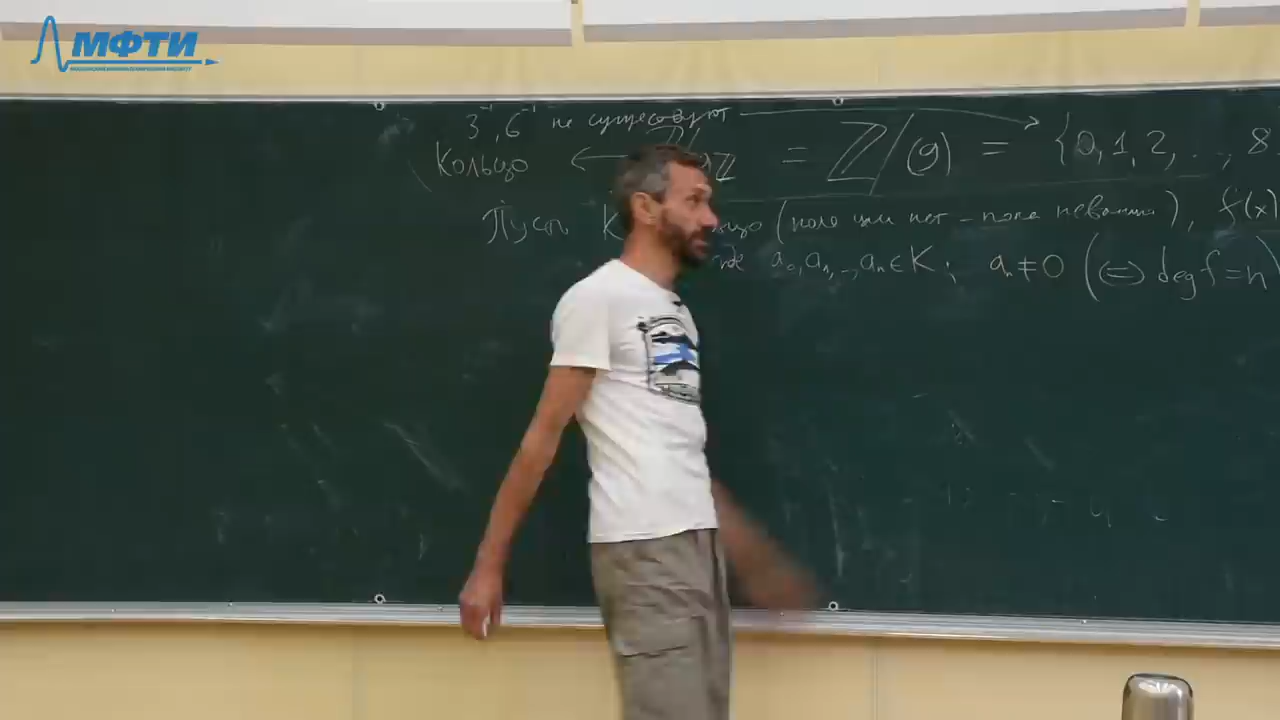 МФТИ
3⁻¹, 6⁻¹ не существуют
Кольцо ← 9ℤ = ℤ/(9) = {0, 1, 2, ..., 8
Пусть K (поле или нет – пока неважно), f(x)
где a₀, a₁, .., aₙ ∈ K; aₙ ≠ 0 (⇔ deg f = n)